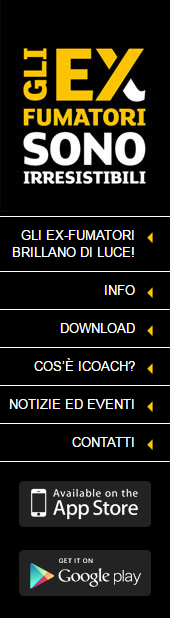 GLI EX
FUMATORI
SONO
IRRESISTIBILI
GLI EX-FUMATORI
BRILLANO DI LUCE!
INFO
DOWNLOAD
COS'È ICOACH?
NOTIZIE ED EVENTI
CONTATTI
Available on the
App Store
GET IT ON
Google play